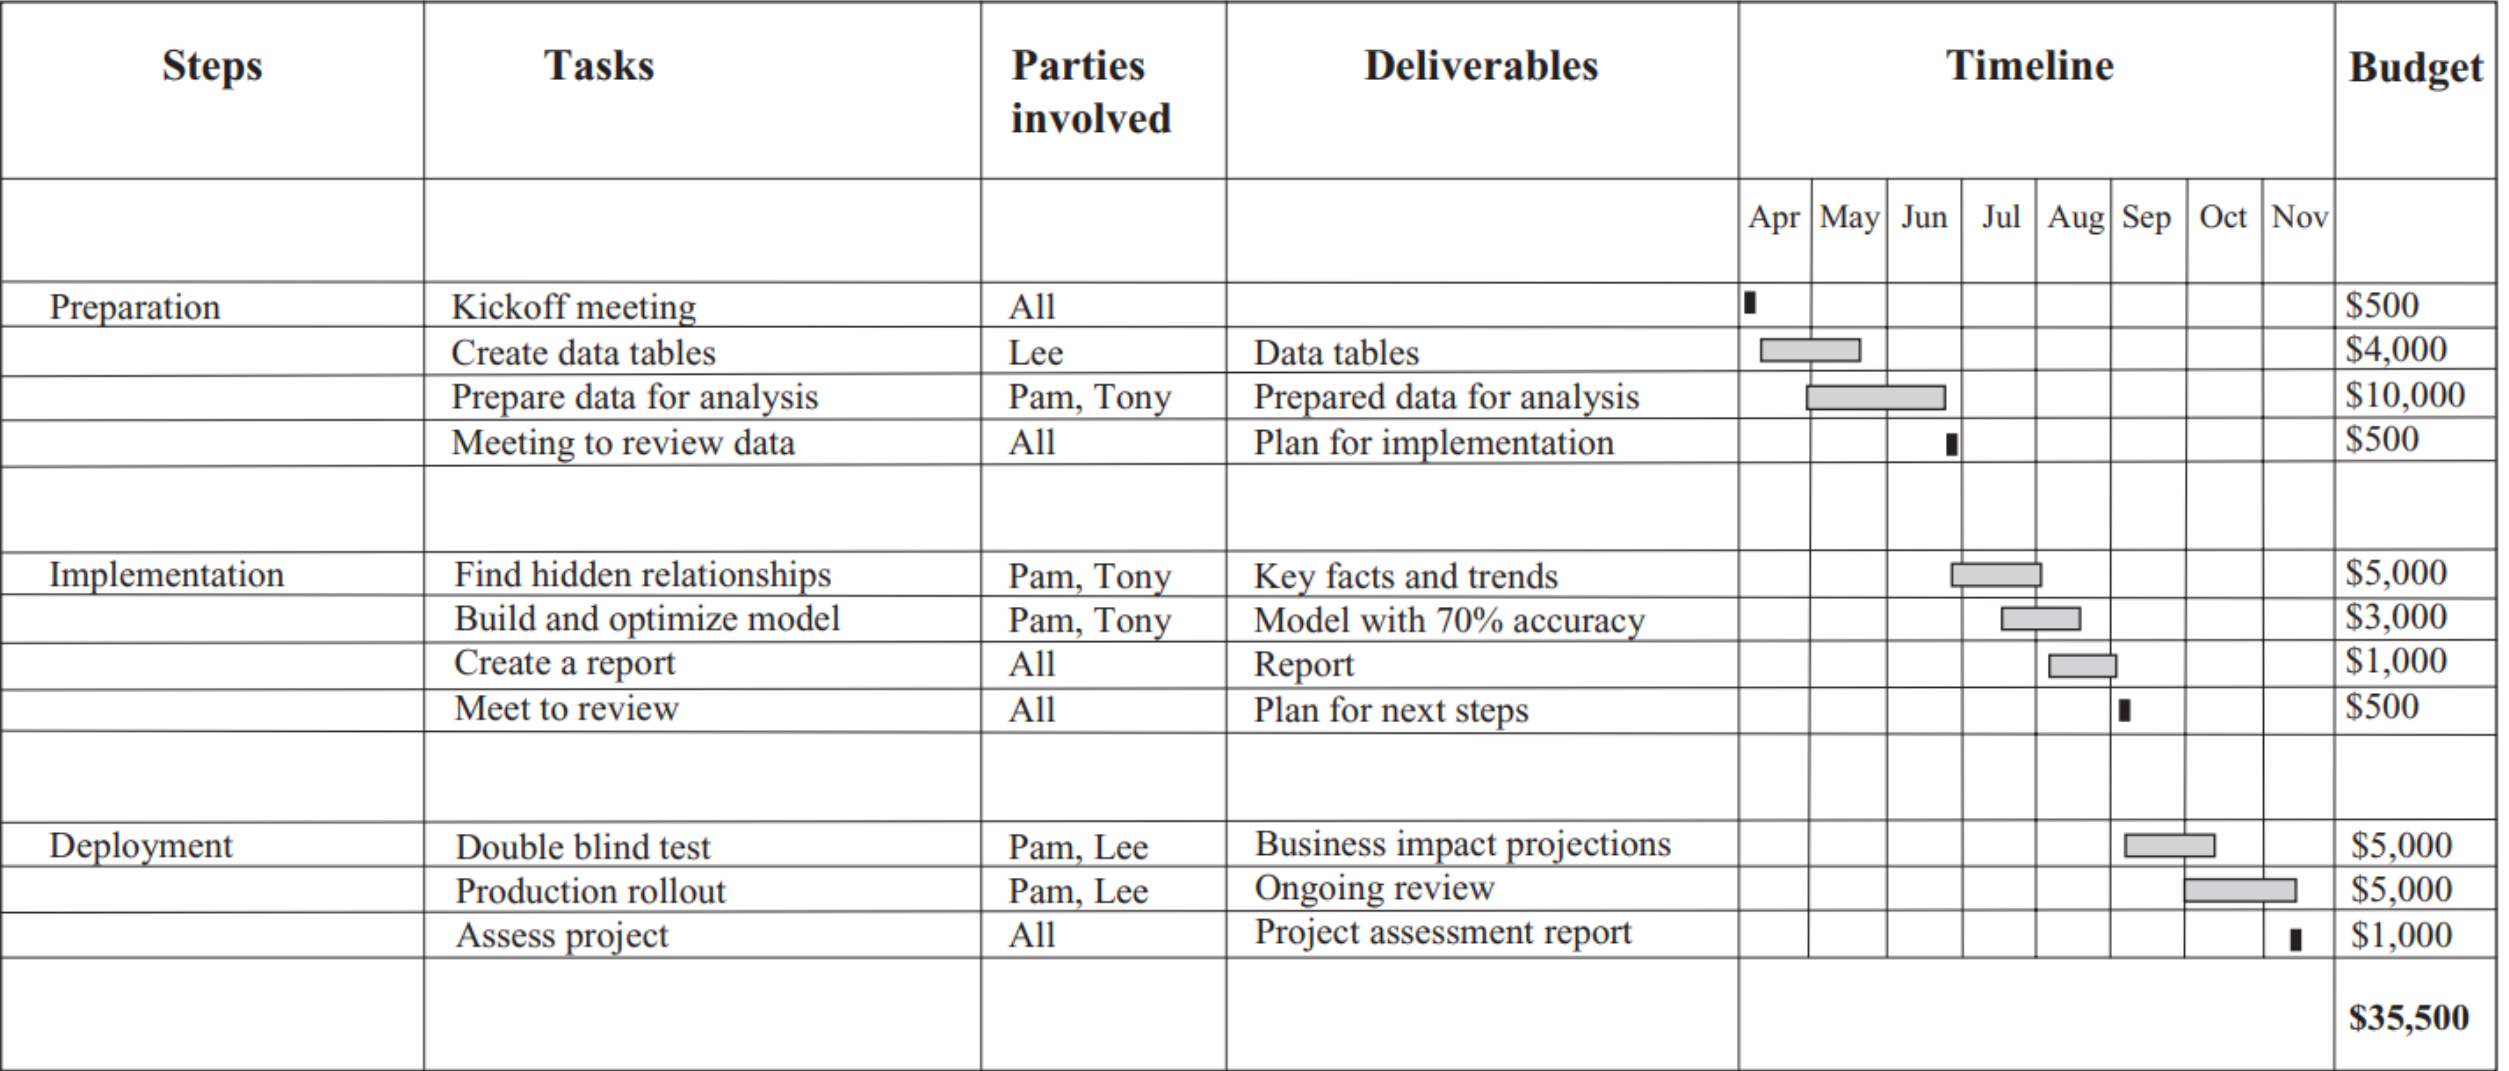 Steps Tasks Parties involved Deliverables Timeline Budget
Apr May Jun Jul Aug Sep Oct Nov
Preparation Kickoff meeting All $500
Create data tables Lee Data tables $4,000
Prepare data for analysis Pam, Tony Prepared data for analysis $10,000
Meeting to review data All Plan for implementation $500
Implementation Find hidden relationships Pam, Tony Key facts and trends $5,000
Build and optimize model Pam, Tony Model with 70% accuracy $3,000
Create a report All Report $1,000
Meet to review All Plan for next steps $500
Deployment Double blind test Pam, Lee Business impact projections $5,000
Production rollout Pam, Lee Ongoing review $5,000
Assess project All Project assessment report $1,000
$35,500